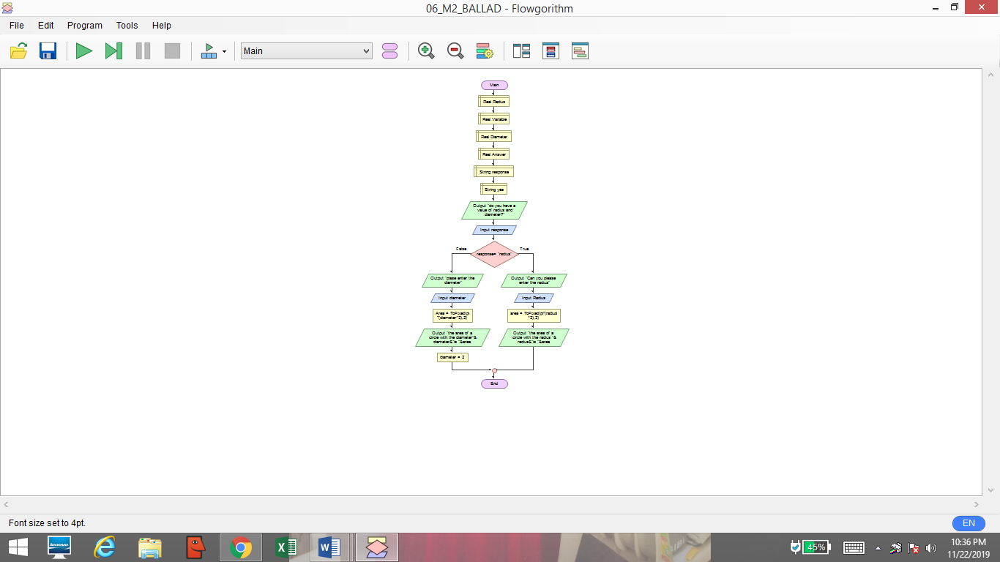 06_M2_BALLAD - Flowgorithm
File Edit Program Tools Help
Main
Main
Real Radius
Real Variable
Real Diameter
Real Answer
String response
String yes
Output "do you have a
value of radius and
diameter?"
Input response
False
True
response= "radius"
Output "plase enter the
diameter"
Output "Can you please
enter the radius"
Input diameter
Input Radius
Area = ToFixed(pi
*(diameter^2),2)
area = ToFixed(pi*(radius
^2),2)
Output "the area of a
circle with the diameter"&
diameter&"is "&area
Output "the area of a
circle with the radius "&
radius&"is "&area
diameter = 2
End
Font size set to 4pt.
EN
lenovo
45%
10:36 PM
11/22/2019